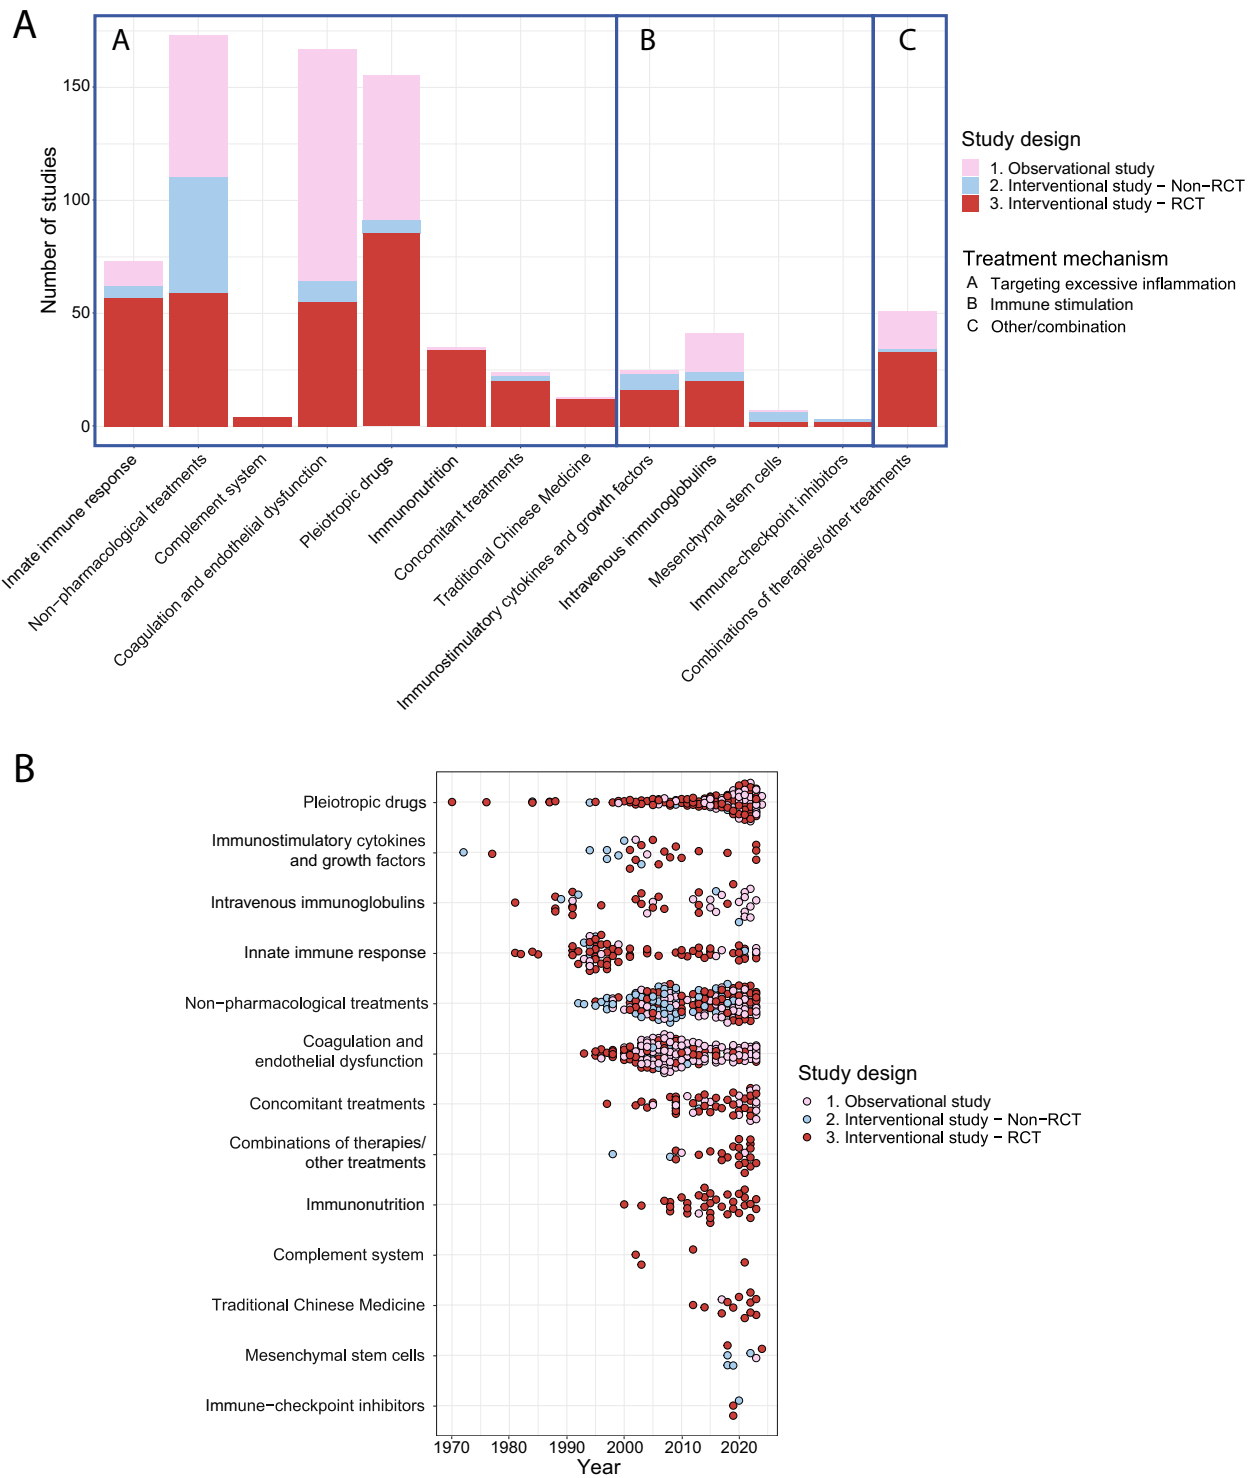 A
A
B
C
150
100
50
0
Number of studies
Innate immune response
Non−pharmacological treatments
Complement system
Coagulation and endothelial dysfunction
Pleiotropic drugs
Immunonutrition
Concomitant treatments
Traditional Chinese Medicine
Immunostimulatory cytokines and growth factors
Intravenous immunoglobulins
Mesenchymal stem cells
Immune−checkpoint inhibitors
Combinations of therapies/other treatments
Study design
1. Observational study
2. Interventional study − Non−RCT
3. Interventional study − RCT
Treatment mechanism
A Targeting excessive inflammation
B Immune stimulation
C Other/combination
B
Pleiotropic drugs
Immunostimulatory cytokines
and growth factors
Intravenous immunoglobulins
Innate immune response
Non−pharmacological treatments
Coagulation and
endothelial dysfunction
Concomitant treatments
Combinations of therapies/
other treatments
Immunonutrition
Complement system
Traditional Chinese Medicine
Mesenchymal stem cells
Immune−checkpoint inhibitors
1970 1980 1990 2000 2010 2020
Year
Study design
1. Observational study
2. Interventional study − Non−RCT
3. Interventional study − RCT